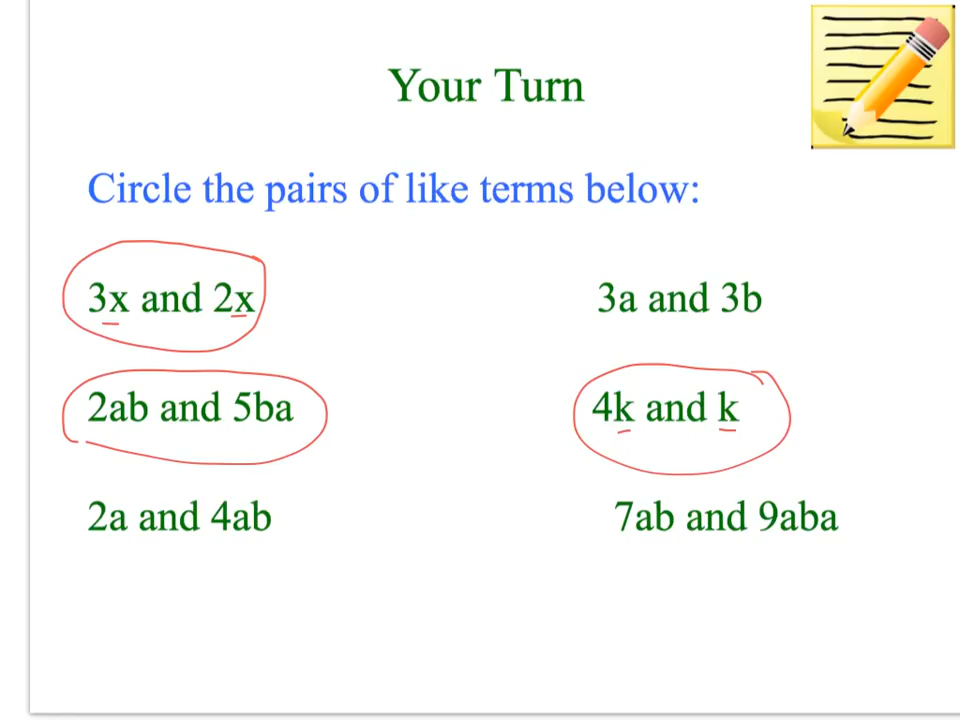 Your Turn
Circle the pairs of like terms below:
3x and 2x
3a and 3b
2ab and 5ba
4k and k
2a and 4ab
7ab and 9aba